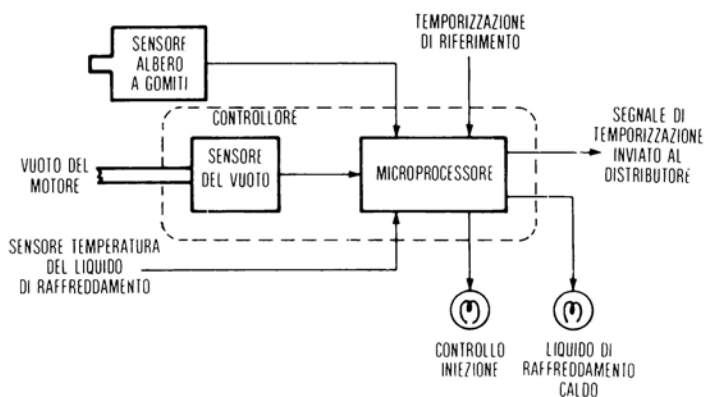 SENSORE
ALBERO
A GOMITI
TEMPORIZZAZIONE
DI RIFERIMENTO
CONTROLLORE
SENSORE
DEL VUOTO
MICROPROCESSORE
SEGNALE DI
TEMPORIZZAZIONE
INVIATO AL
DISTRIBUTORE
VUOTO DEL
MOTORE
SENSORE TEMPERATURA
DEL LIQUIDO
DI RAFFREDDAMENTO
CONTROLLO
INIEZIONE
LIQUIDO DI
RAFFREDDAMENTO
CALDO